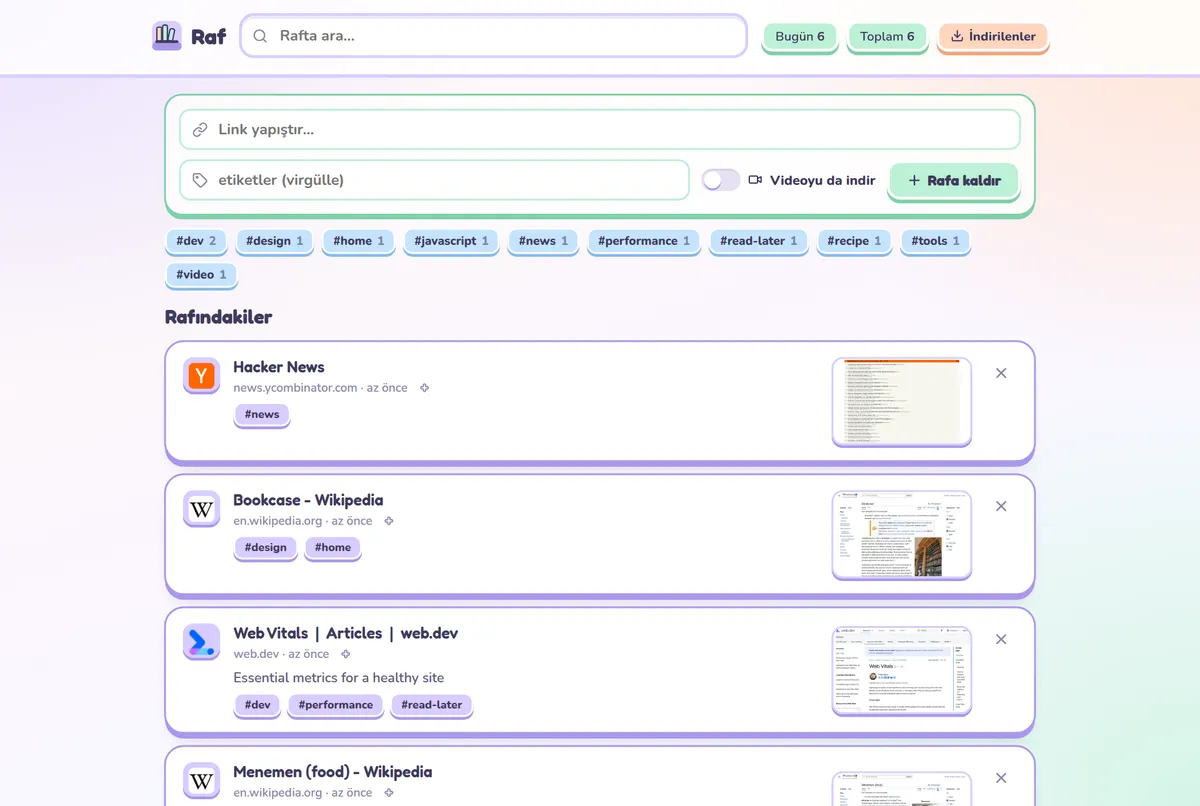 Raf
Rafta ara...
Bugün 6
Toplam 6
İndirilenler
Link yapıştır...
etiketler (virgülle)
Videoyu da indir
+ Rafa kaldır
#dev 2
#design 1
#home 1
#javascript 1
#news 1
#performance 1
#read-later 1
#recipe 1
#tools 1
#video 1
Rafındakiler
Y
Hacker News
news.ycombinator.com · az önce
#news
W
Bookcase - Wikipedia
en.wikipedia.org · az önce
#design
#home
Web Vitals | Articles | web.dev
web.dev · az önce
Essential metrics for a healthy site
#dev
#performance
#read-later
Web Vitals
W
Menemen (food) - Wikipedia
en.wikipedia.org · az önce